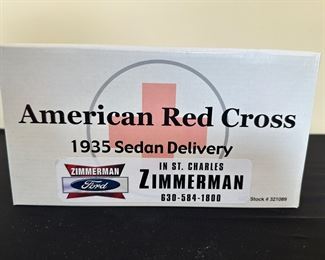 American Red Cross
1935 Sedan Delivery
ZIMMERMAN
Ford
IN ST. CHARLES
ZIMMERMAN
630-584-1800
Stock # 321089